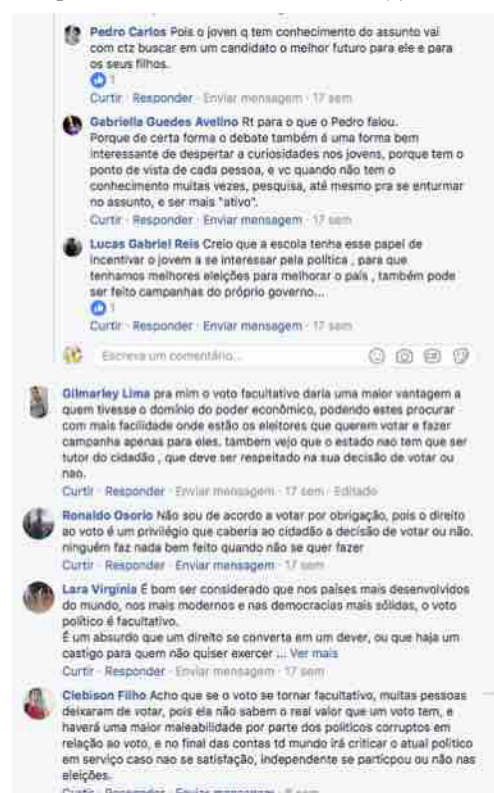 Pedro Carlos Pois o joven q tem conhecimento do assunto vai
com ctz buscar em um candidato o melhor futuro para ele e para
os seus filhos.
1
Curtir · Responder · Enviar mensagem · 17 sem
Gabriella Guedes Avelino Rt para o que o Pedro falou.
Porque de certa forma o debate também é uma forma bem
interessante de despertar a curiosidades nos jovens, porque tem o
ponto de vista de cada pessoa, e vc quando não tem o
conhecimento muitas vezes, pesquisa, até mesmo pra se enturmar
no assunto, e ser mais "ativo".
Curtir · Responder · Enviar mensagem · 17 sem
Lucas Gabriel Reis Creio que a escola tenha esse papel de
incentivar o jovem a se interessar pela política , para que
tenhamos melhores eleições para melhorar o país , também pode
ser feito campanhas do próprio governo...
1
Curtir · Responder · Enviar mensagem · 17 sem
Escreva um comentário...
Gilmarley Lima pra mim o voto facultativo daria uma maior vantagem a
quem tivesse o domínio do poder econômico, podendo estes procurar
com mais facilidade onde estão os eleitores que querem votar e fazer
campanha apenas para eles. tambem vejo que o estado nao tem que ser
tutor do cidadão , que deve ser respeitado na sua decisão de votar ou
nao.
Curtir · Responder · Enviar mensagem · 17 sem · Editado
Ronaldo Osorio Não sou de acordo a votar por obrigação, pois o direito
ao voto é um privilégio que caberia ao cidadão a decisão de votar ou não.
ninguém faz nada bem feito quando não se quer fazer
Curtir · Responder · Enviar mensagem · 17 sem
Lara Virgínia É bom ser considerado que nos países mais desenvolvidos
do mundo, nos mais modernos e nas democracias mais sólidas, o voto
político é facultativo.
É um absurdo que um direito se converta em um dever, ou que haja um
castigo para quem não quiser exercer ... Ver mais
Curtir · Responder · Enviar mensagem · 17 sem
Clebison Filho Acho que se o voto se tornar facultativo, muitas pessoas
deixaram de votar, pois ela não sabem o real valor que um voto tem, e
haverá uma maior maleabilidade por parte dos politicos corruptos em
relação ao voto, e no final das contas td mundo irá criticar o atual político
em serviço caso nao se satisfação, independente se particpou ou não nas
eleições.
Curtir · Responder · Enviar mensagem